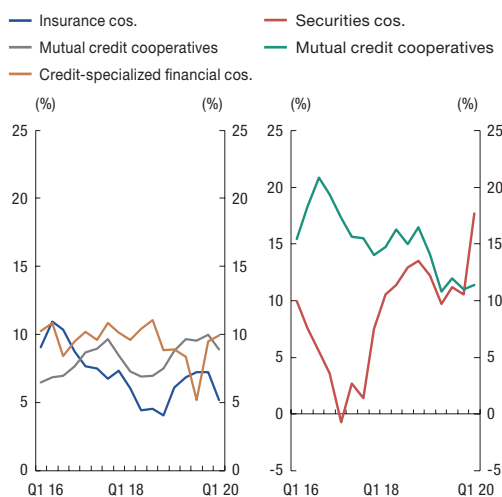 Insurance cos.
Mutual credit cooperatives
Credit-specialized financial cos.
Securities cos.
Mutual credit cooperatives
(%) (%)
25 25
20 20
15 15
10 10
5 5
0 0
Q1 16 Q1 18 Q1 20
(%) (%)
25 25
20 20
15 15
10 10
5 5
0 0
-5 -5
Q1 16 Q1 18 Q1 20